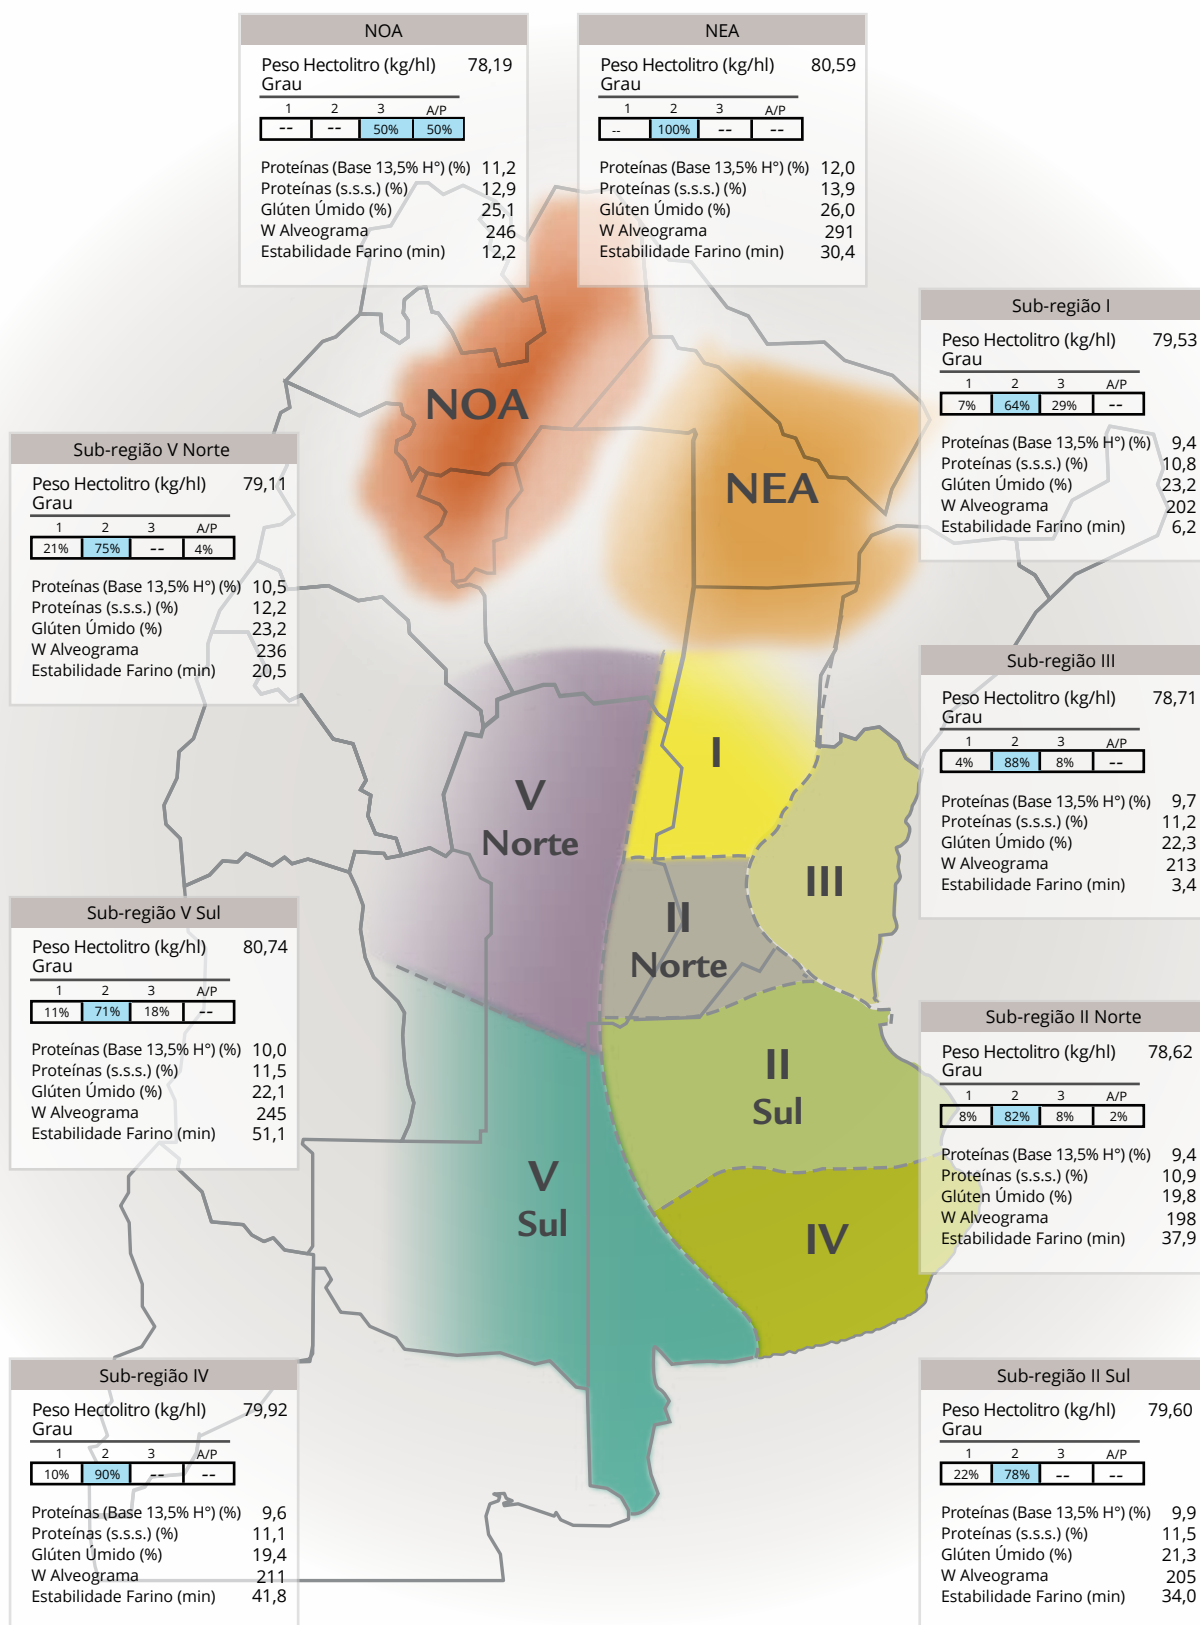 NOA
Peso Hectolitro (kg/hl) 78,19
Grau
1 2 3 A/P
-- -- 50% 50%
Proteínas (Base 13,5% H°) (%) 11,2
Proteínas (s.s.s.) (%) 12,9
Glúten Úmido (%) 25,1
W Alveograma 246
Estabilidade Farino (min) 12,2
NEA
Peso Hectolitro (kg/hl) 80,59
Grau
1 2 3 A/P
-- 100% -- --
Proteínas (Base 13,5% H°) (%) 12,0
Proteínas (s.s.s.) (%) 13,9
Glúten Úmido (%) 26,0
W Alveograma 291
Estabilidade Farino (min) 30,4
Sub-região I
Peso Hectolitro (kg/hl) 79,53
Grau
1 2 3 A/P
7% 64% 29% --
Proteínas (Base 13,5% H°) (%) 9,4
Proteínas (s.s.s.) (%) 10,8
Glúten Úmido (%) 23,2
W Alveograma 202
Estabilidade Farino (min) 6,2
NOA
NEA
Sub-região V Norte
Peso Hectolitro (kg/hl) 79,11
Grau
1 2 3 A/P
21% 75% -- 4%
Proteínas (Base 13,5% H°) (%) 10,5
Proteínas (s.s.s.) (%) 12,2
Glúten Úmido (%) 23,2
W Alveograma 236
Estabilidade Farino (min) 20,5
Sub-região III
Peso Hectolitro (kg/hl) 78,71
Grau
1 2 3 A/P
4% 88% 8% --
Proteínas (Base 13,5% H°) (%) 9,7
Proteínas (s.s.s.) (%) 11,2
Glúten Úmido (%) 22,3
W Alveograma 213
Estabilidade Farino (min) 3,4
I
V
Norte
III
II
Norte
Sub-região V Sul
Peso Hectolitro (kg/hl) 80,74
Grau
1 2 3 A/P
11% 71% 18% --
Proteínas (Base 13,5% H°) (%) 10,0
Proteínas (s.s.s.) (%) 11,5
Glúten Úmido (%) 22,1
W Alveograma 245
Estabilidade Farino (min) 51,1
Sub-região II Norte
Peso Hectolitro (kg/hl) 78,62
Grau
1 2 3 A/P
8% 82% 8% 2%
Proteínas (Base 13,5% H°) (%) 9,4
Proteínas (s.s.s.) (%) 10,9
Glúten Úmido (%) 19,8
W Alveograma 198
Estabilidade Farino (min) 37,9
II
Sul
V
Sul
IV
Sub-região IV
Peso Hectolitro (kg/hl) 79,92
Grau
1 2 3 A/P
10% 90% -- --
Proteínas (Base 13,5% H°) (%) 9,6
Proteínas (s.s.s.) (%) 11,1
Glúten Úmido (%) 19,4
W Alveograma 211
Estabilidade Farino (min) 41,8
Sub-região II Sul
Peso Hectolitro (kg/hl) 79,60
Grau
1 2 3 A/P
22% 78% -- --
Proteínas (Base 13,5% H°) (%) 9,9
Proteínas (s.s.s.) (%) 11,5
Glúten Úmido (%) 21,3
W Alveograma 205
Estabilidade Farino (min) 34,0